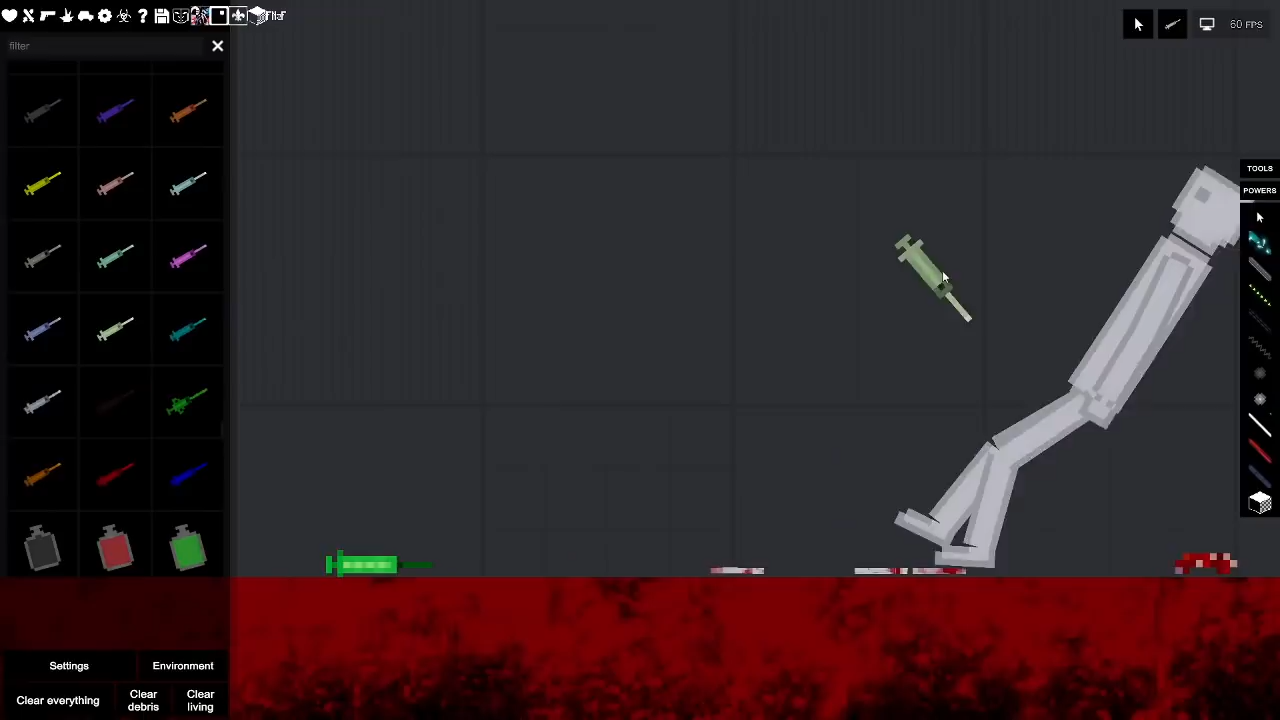 filter
60 FPS
TOOLS
POWERS
Settings
Environment
Clear everything
Clear
debris
Clear
living